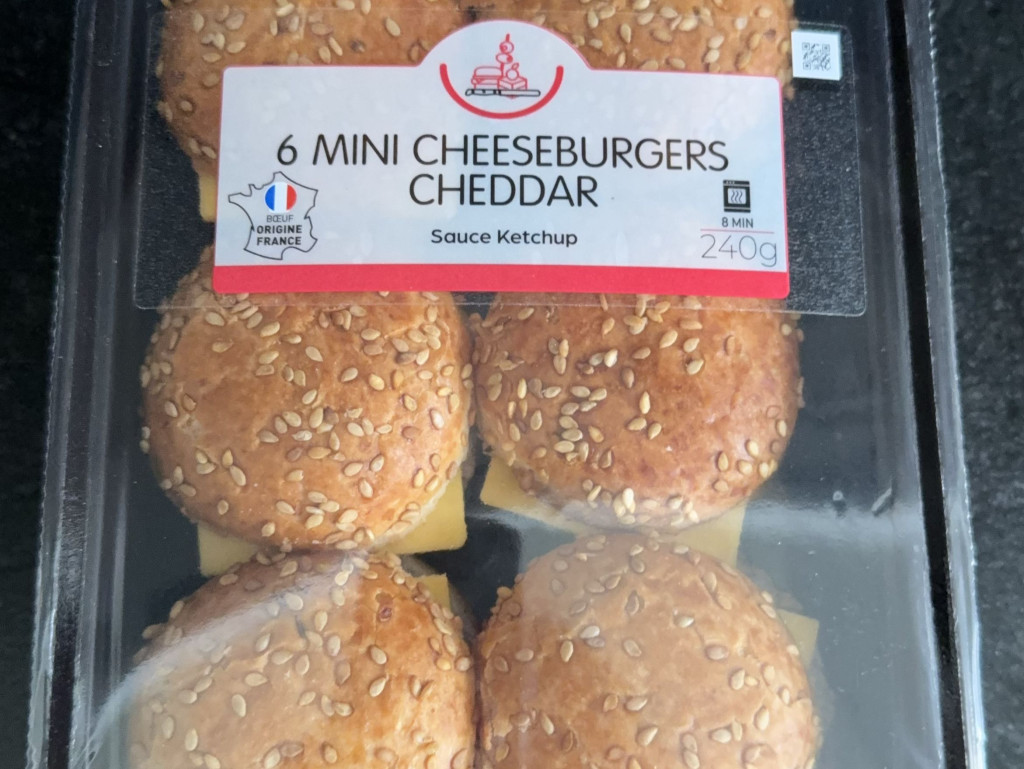 6 MINI CHEESEBURGERS
CHEDDAR
BŒUF
ORIGINE
FRANCE
Sauce Ketchup
8 MIN
240g